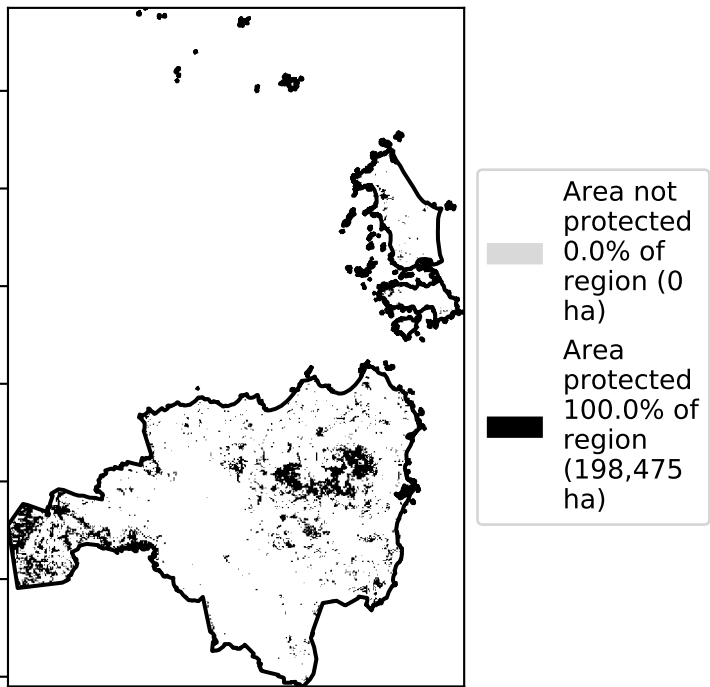 Area not
protected
0.0% of
region (0
ha)
Area
protected
100.0% of
region
(198,475
ha)